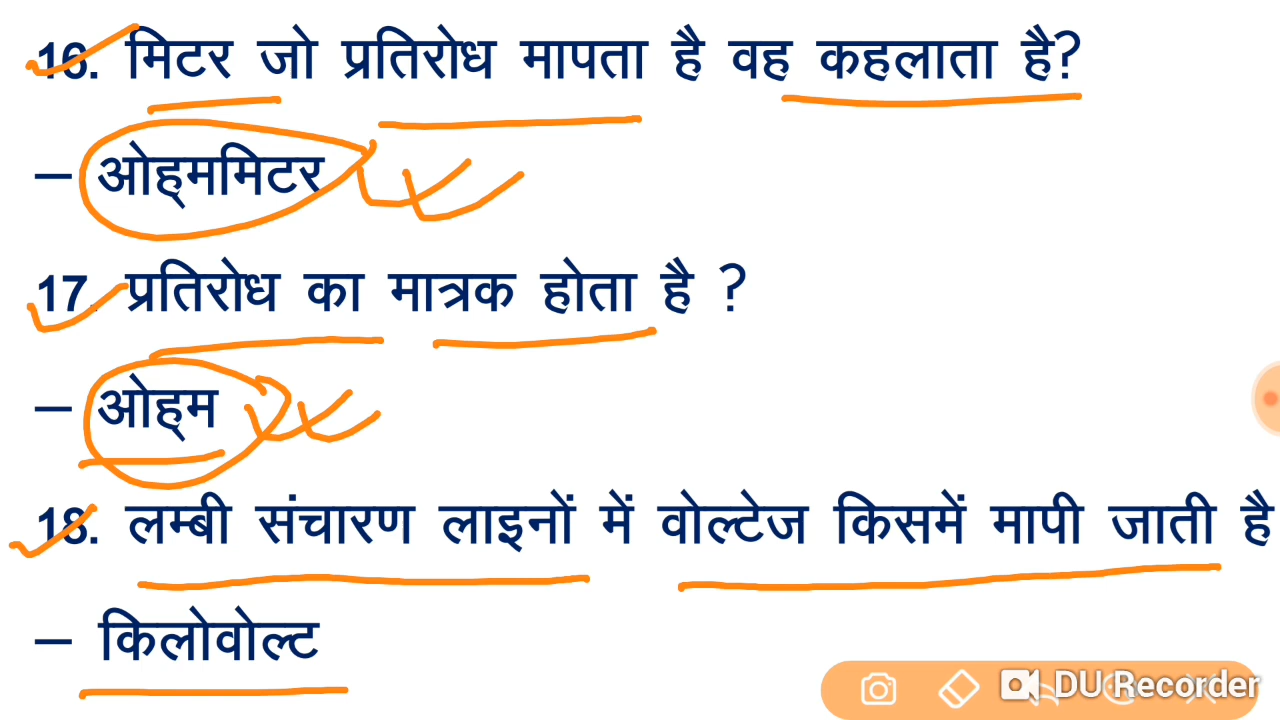 16. मिटर जो प्रतिरोध मापता है वह कहलाता है?
– ओह्ममिटर
17. प्रतिरोध का मात्रक होता है ?
– ओह्म
18. लम्बी संचारण लाइनों में वोल्टेज किसमें मापी जाती है
– किलोवोल्ट
DU Recorder